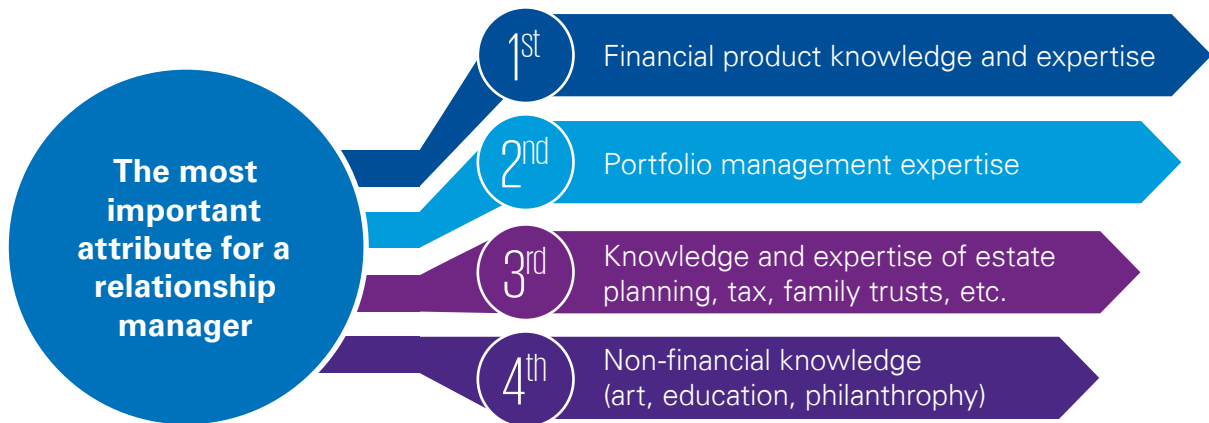 The most
important
attribute for a
relationship
manager
1st
Financial product knowledge and expertise
2nd
Portfolio management expertise
3rd
Knowledge and expertise of estate
planning, tax, family trusts, etc.
4th
Non-financial knowledge
(art, education, philanthrophy)